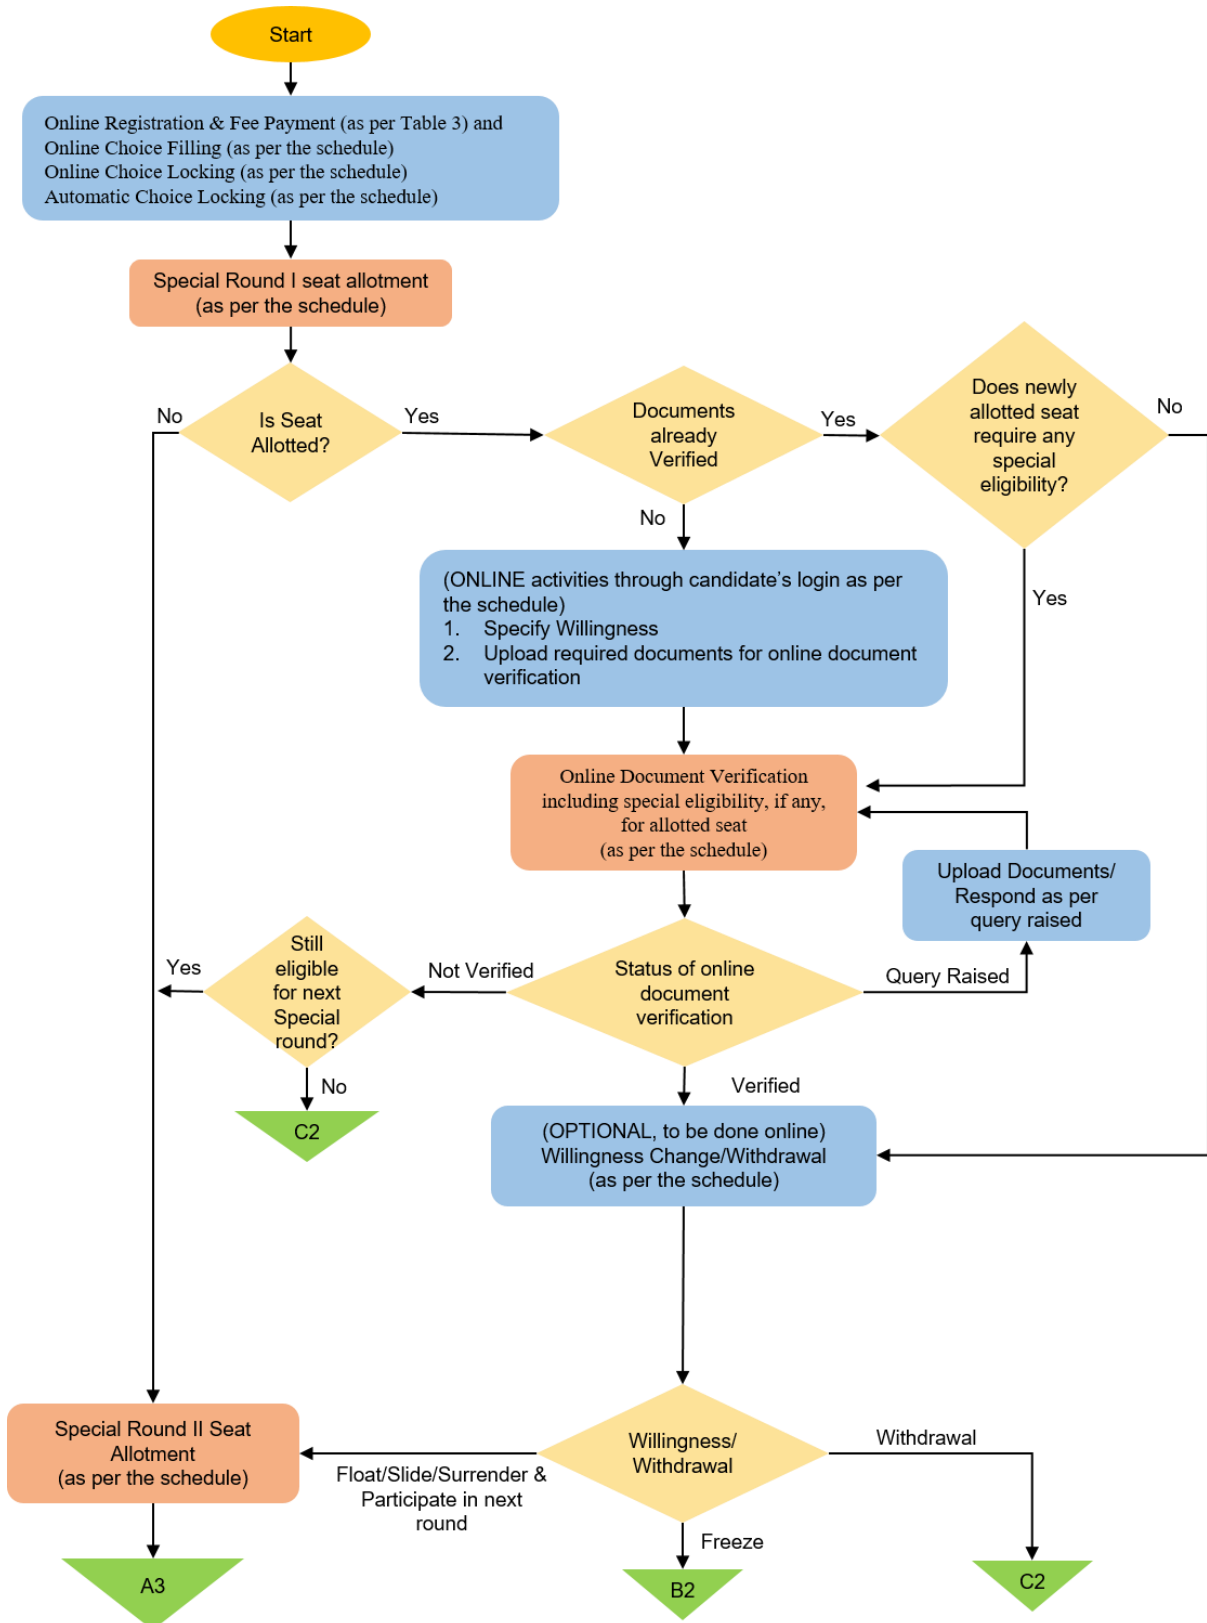 Start
Online Registration & Fee Payment (as per Table 3) and
Online Choice Filling (as per the schedule)
Online Choice Locking (as per the schedule)
Automatic Choice Locking (as per the schedule)
Special Round I seat allotment
(as per the schedule)
Is Seat
Allotted?
No
Yes
Documents
already
Verified
Yes
No
Does newly
allotted seat
require any
special
eligibility?
No
Yes
(ONLINE activities through candidate's login as per
the schedule)
1. Specify Willingness
2. Upload required documents for online document
verification
Online Document Verification
including special eligibility, if any,
for allotted seat
(as per the schedule)
Upload Documents/
Respond as per
query raised
Status of online
document
verification
Query Raised
Not Verified
Verified
Still
eligible
for next
Special
round?
Yes
No
C2
(OPTIONAL, to be done online)
Willingness Change/Withdrawal
(as per the schedule)
Willingness/
Withdrawal
Withdrawal
Float/Slide/Surrender &
Participate in next
round
Freeze
Special Round II Seat
Allotment
(as per the schedule)
A3
B2
C2